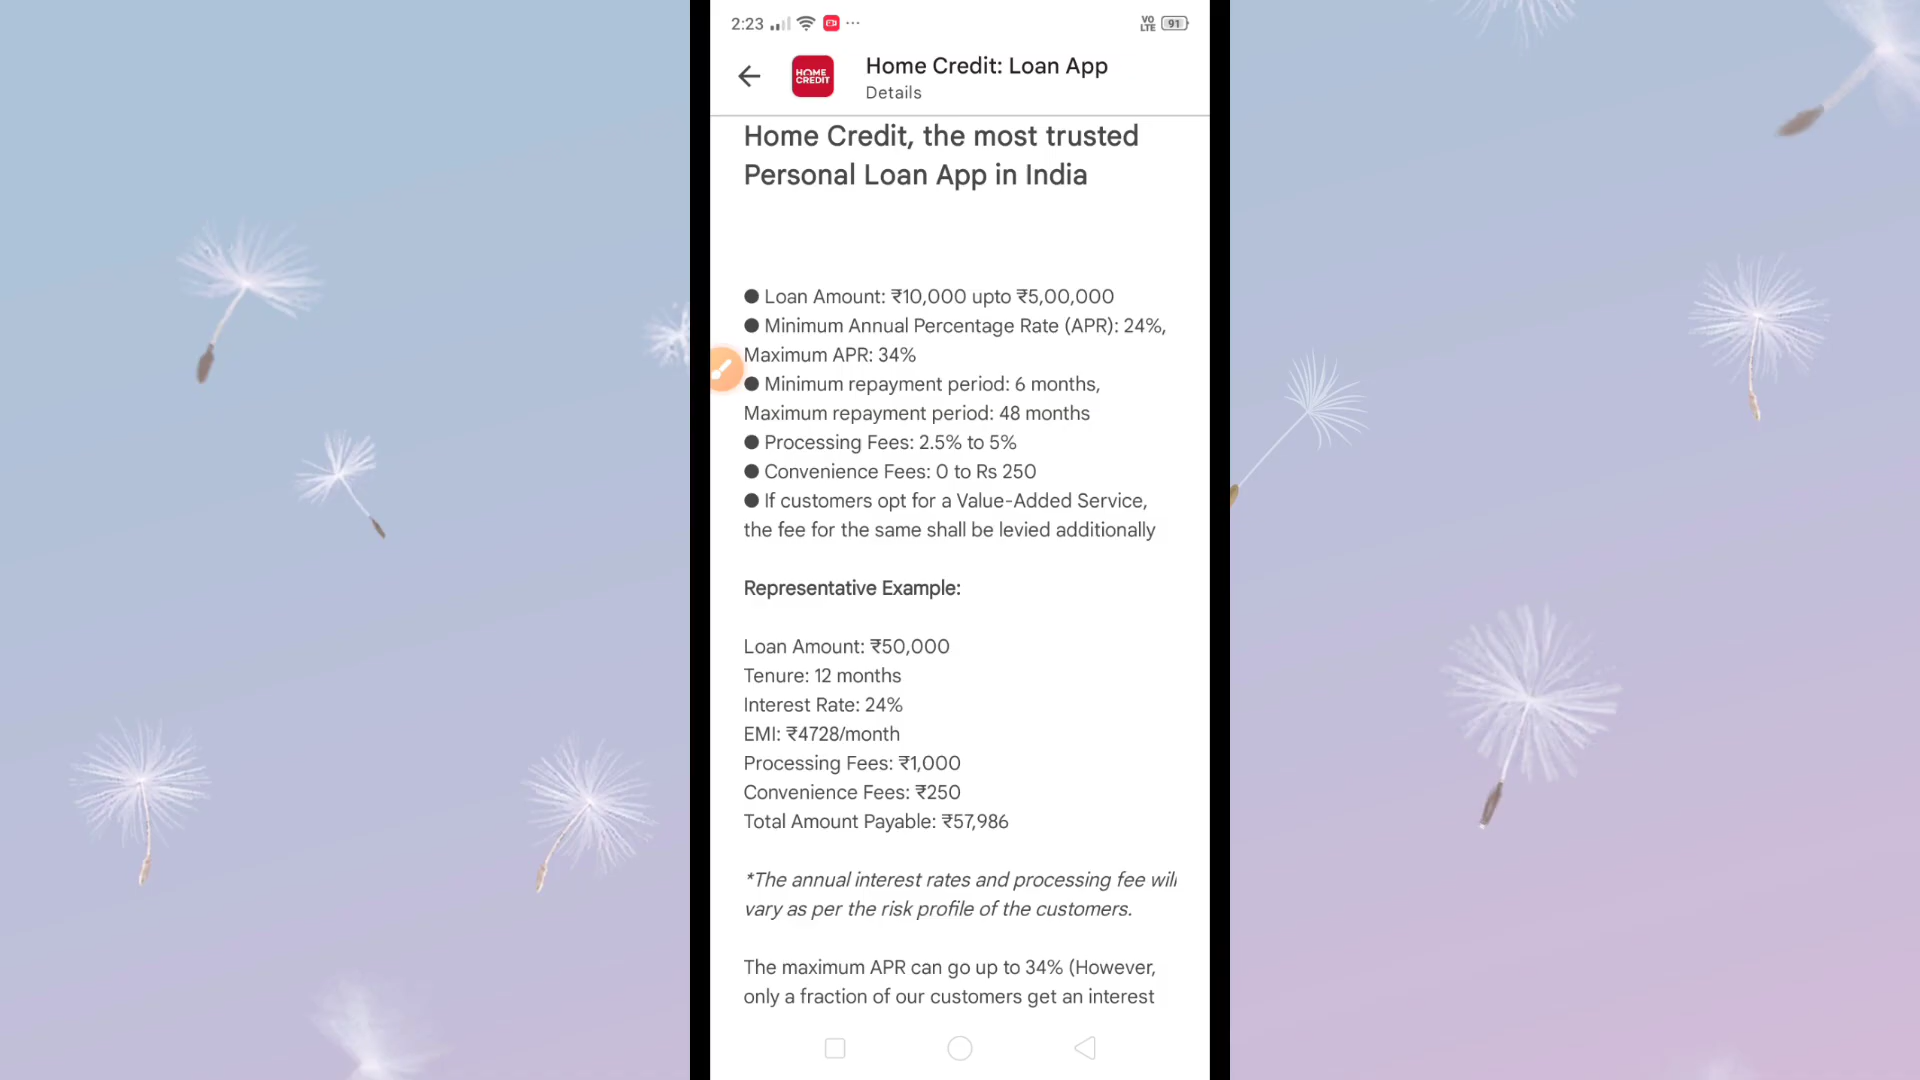 2:23 VO LTE 91
HOME CREDIT
Home Credit: Loan App
Details
Home Credit, the most trusted
Personal Loan App in India
● Loan Amount: ₹10,000 upto ₹5,00,000
● Minimum Annual Percentage Rate (APR): 24%,
Maximum APR: 34%
● Minimum repayment period: 6 months,
Maximum repayment period: 48 months
● Processing Fees: 2.5% to 5%
● Convenience Fees: 0 to Rs 250
● If customers opt for a Value-Added Service,
the fee for the same shall be levied additionally
Representative Example:
Loan Amount: ₹50,000
Tenure: 12 months
Interest Rate: 24%
EMI: ₹4728/month
Processing Fees: ₹1,000
Convenience Fees: ₹250
Total Amount Payable: ₹57,986
*The annual interest rates and processing fee will
vary as per the risk profile of the customers.
The maximum APR can go up to 34% (However,
only a fraction of our customers get an interest